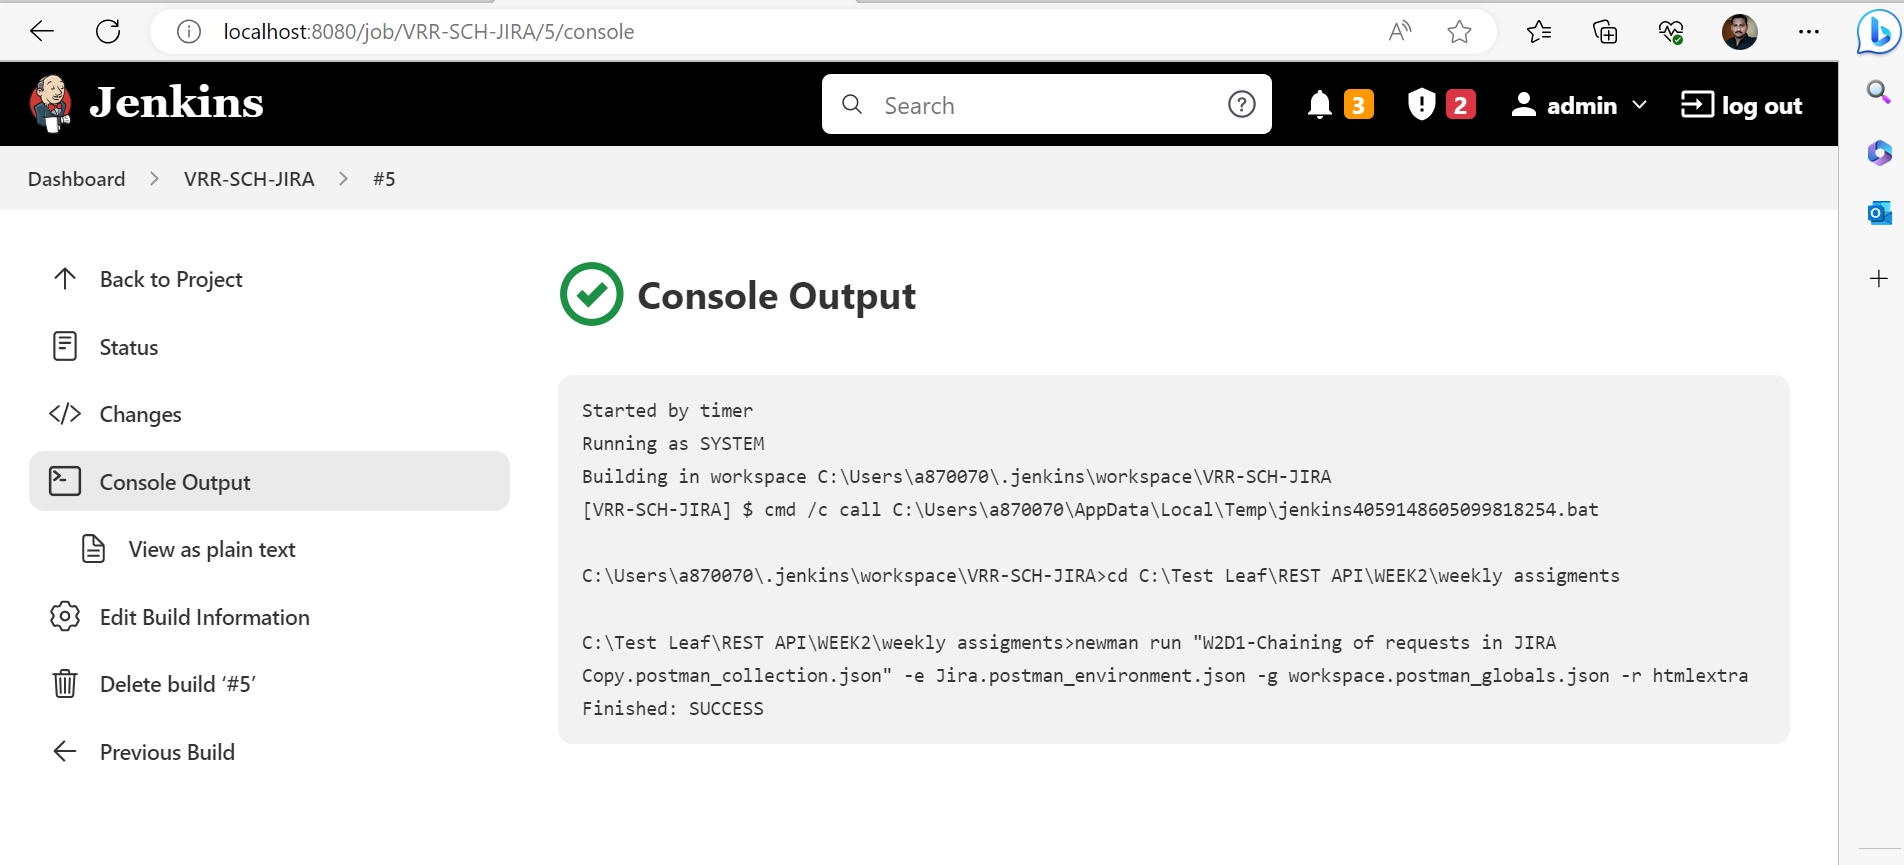 localhost:8080/job/VRR-SCH-JIRA/5/console
Jenkins
Search
3
2
admin
log out
Dashboard
VRR-SCH-JIRA
#5
Back to Project
Status
Changes
Console Output
View as plain text
Edit Build Information
Delete build ‘#5’
Previous Build
Console Output
Started by timer
Running as SYSTEM
Building in workspace C:\Users\a870070\.jenkins\workspace\VRR-SCH-JIRA
[VRR-SCH-JIRA] $ cmd /c call C:\Users\a870070\AppData\Local\Temp\jenkins4059148605099818254.bat
C:\Users\a870070\.jenkins\workspace\VRR-SCH-JIRA>cd C:\Test Leaf\REST API\WEEK2\weekly assigments
C:\Test Leaf\REST API\WEEK2\weekly assigments>newman run "W2D1-Chaining of requests in JIRA
Copy.postman_collection.json" -e Jira.postman_environment.json -g workspace.postman_globals.json -r htmlextra
Finished: SUCCESS